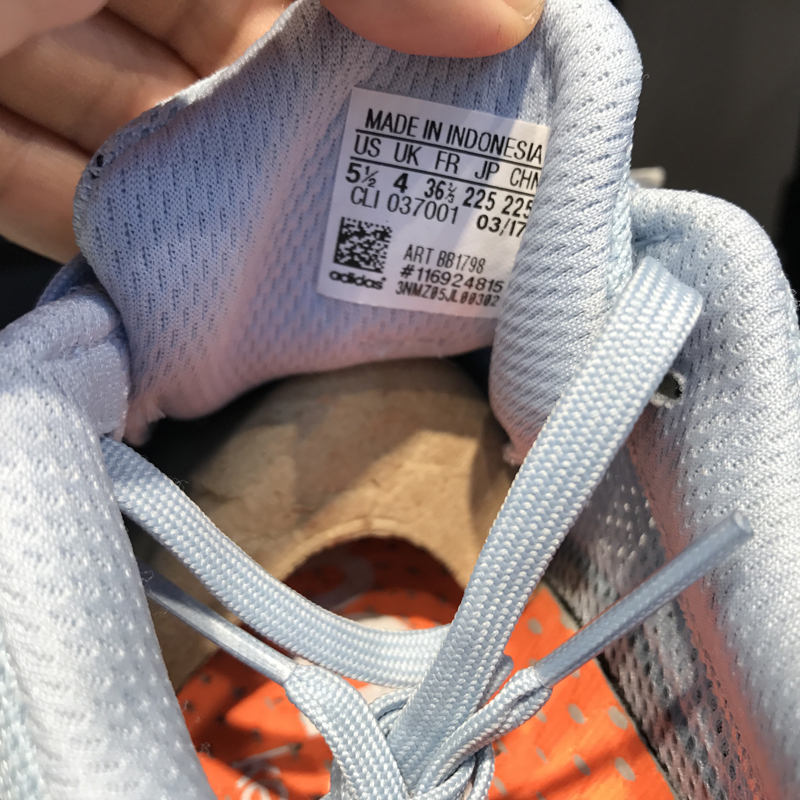 MADE IN INDONESIA
US UK FR JP CHN
5½ 4 36⅔ 225 225
CLI 037001 03/17
ART BB1798
#116924815
3NMZ05JL00302
adidas